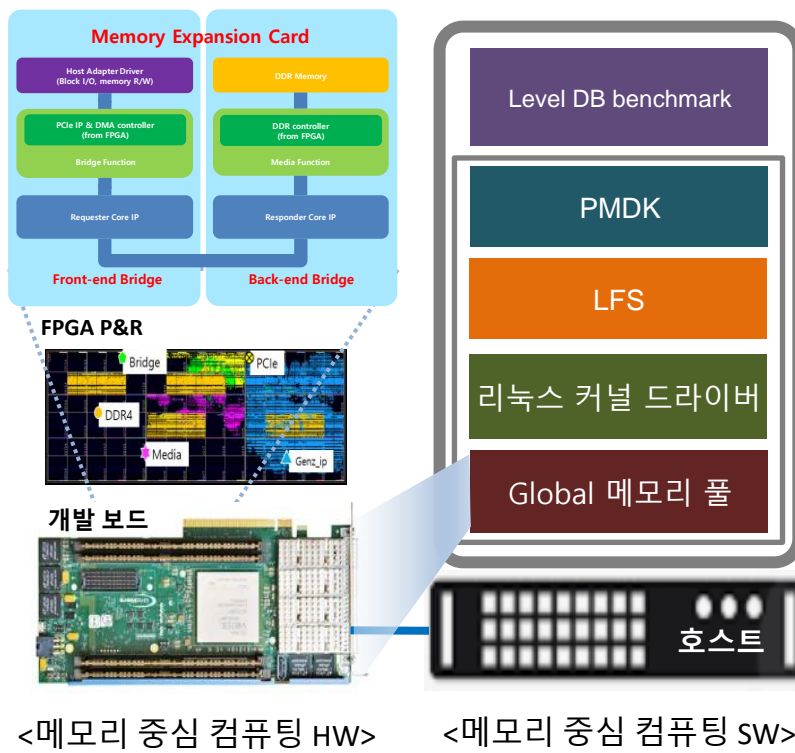 Memory Expansion Card
Host Adapter Driver
(Block I/O, memory R/W)
PCIe IP & DMA controller
(from FPGA)
Bridge Function
Requester Core IP
Front-end Bridge
DDR Memory
DDR controller
(from FPGA)
Media Function
Responder Core IP
Back-end Bridge
FPGA P&R
Bridge
PCIe
DDR4
Media
Genz_ip
개발 보드
<메모리 중심 컴퓨팅 HW>
Level DB benchmark
PMDK
LFS
리눅스 커널 드라이버
Global 메모리 풀
호스트
<메모리 중심 컴퓨팅 SW>